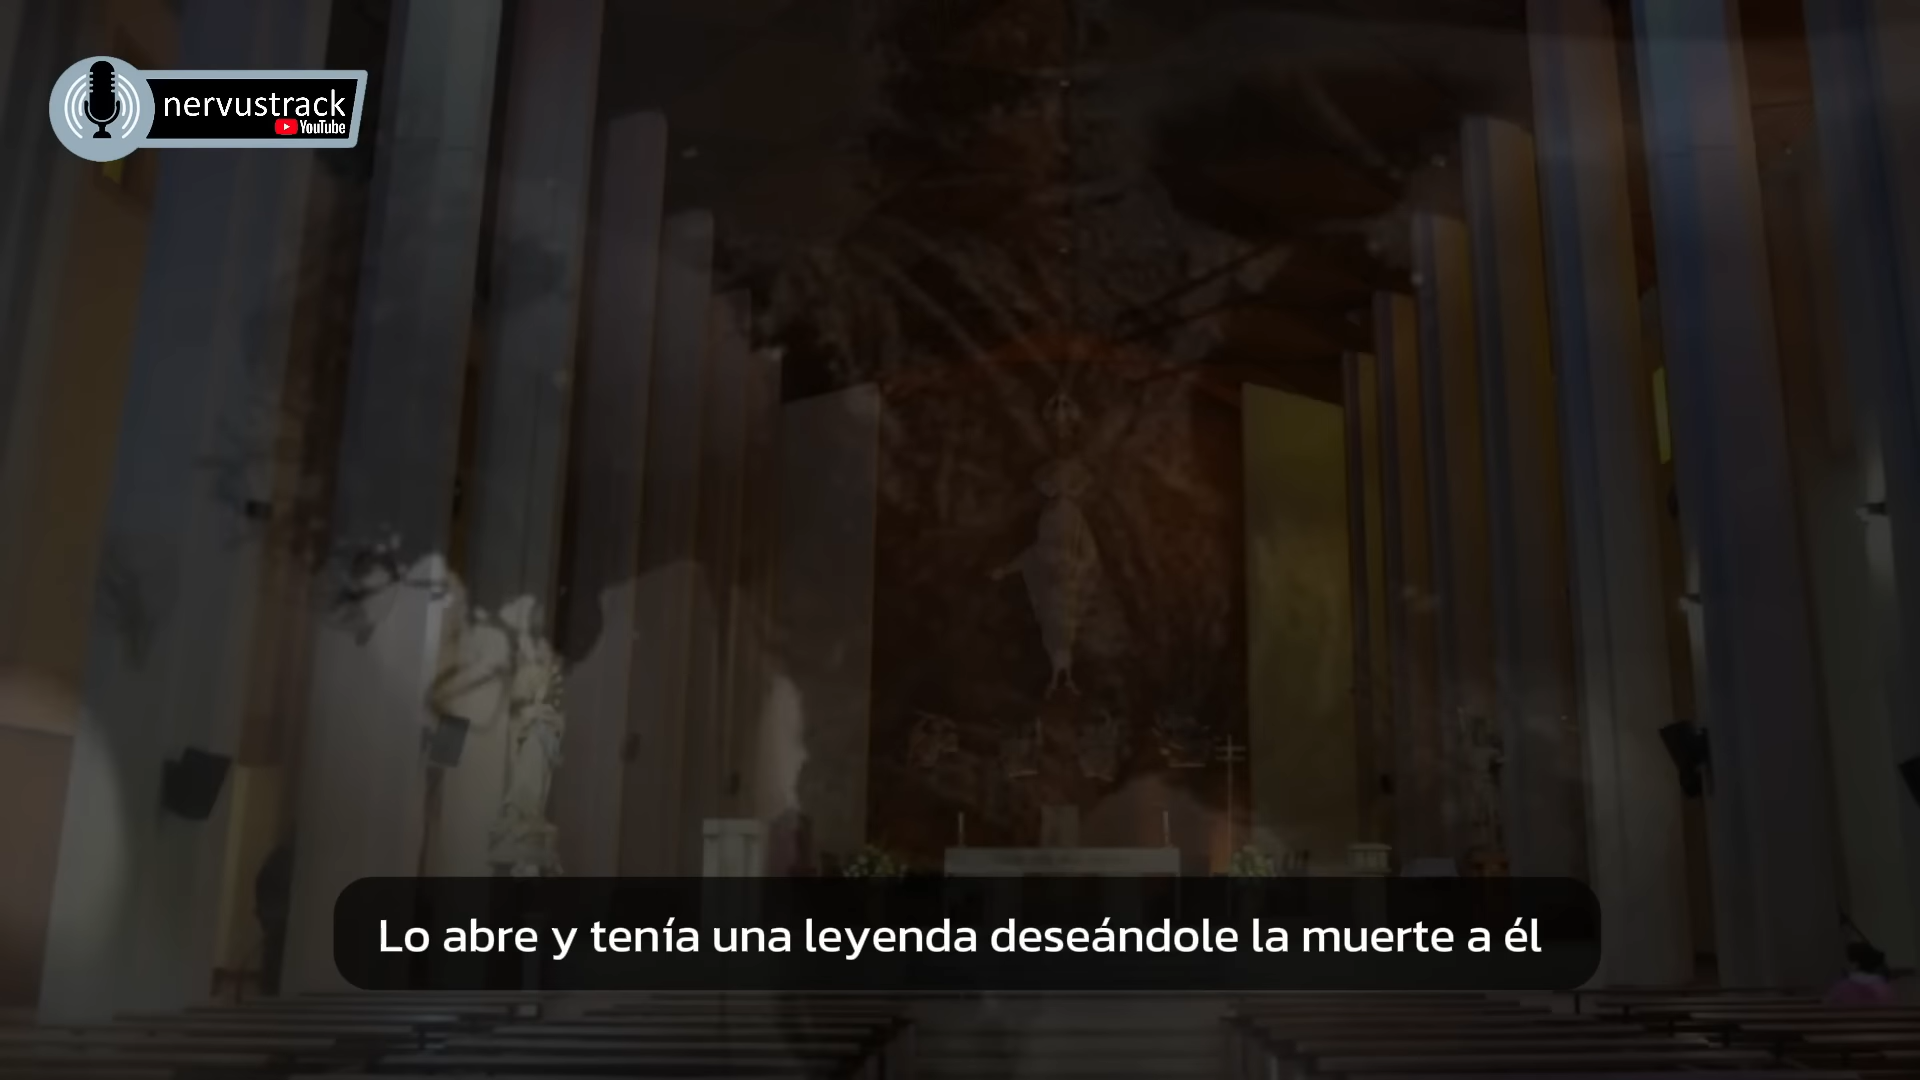 nervustrack
YouTube
Lo abre y tenía una leyenda deseándole la muerte a él